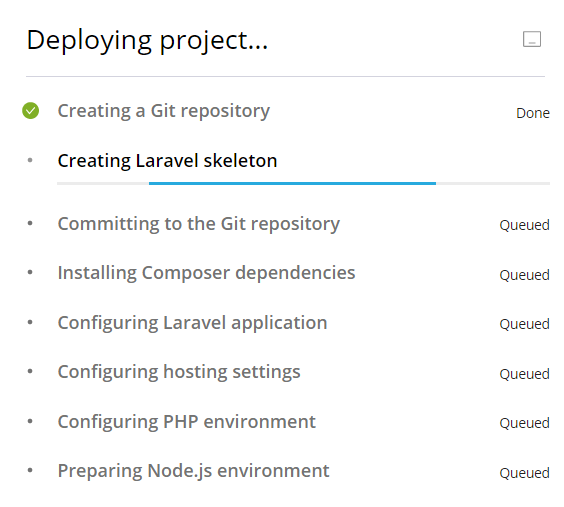 Deploying project...
Creating a Git repository Done
Creating Laravel skeleton
Committing to the Git repository Queued
Installing Composer dependencies Queued
Configuring Laravel application Queued
Configuring hosting settings Queued
Configuring PHP environment Queued
Preparing Node.js environment Queued